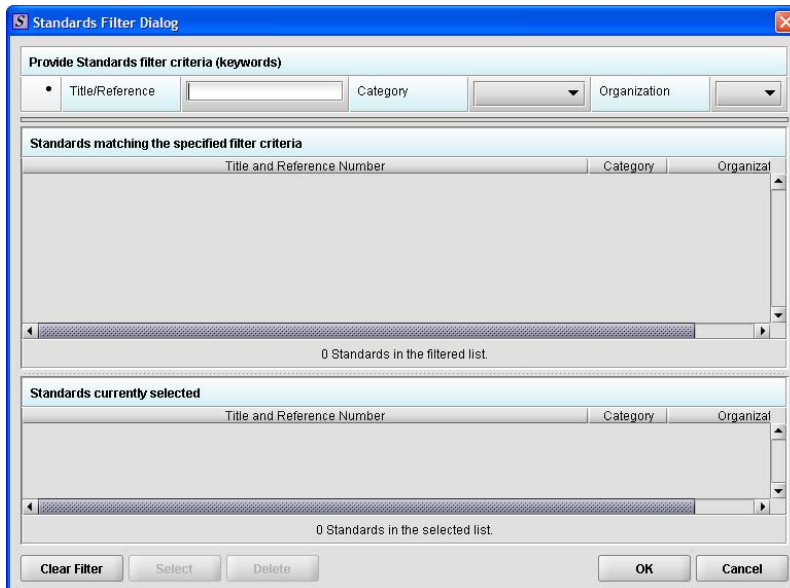 S Standards Filter Dialog
Provide Standards filter criteria (keywords)
• Title/Reference Category Organization
Standards matching the specified filter criteria
Title and Reference Number Category Organizat
0 Standards in the filtered list.
Standards currently selected
Title and Reference Number Category Organizat
0 Standards in the selected list.
Clear Filter Select Delete OK Cancel